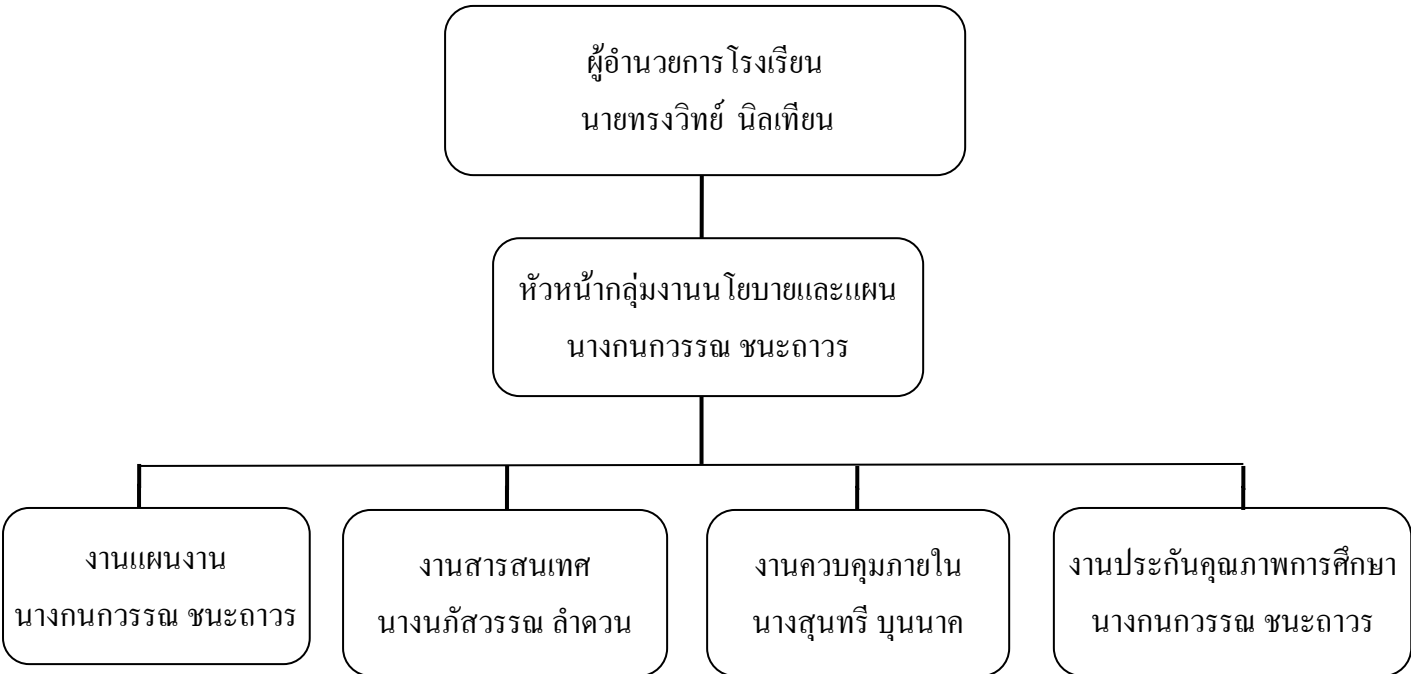 ผู้อำนวยการโรงเรียน
นายทรงวิทย์ นิลเทียน
หัวหน้ากลุ่มงานนโยบายและแผน
นางกนกวรรณ ชนะถาวร
งานแผนงาน
นางกนกวรรณ ชนะถาวร
งานสารสนเทศ
นางนภัสวรรณ ลำดวน
งานควบคุมภายใน
นางสุนทรี บุนนาค
งานประกันคุณภาพการศึกษา
นางกนกวรรณ ชนะถาวร